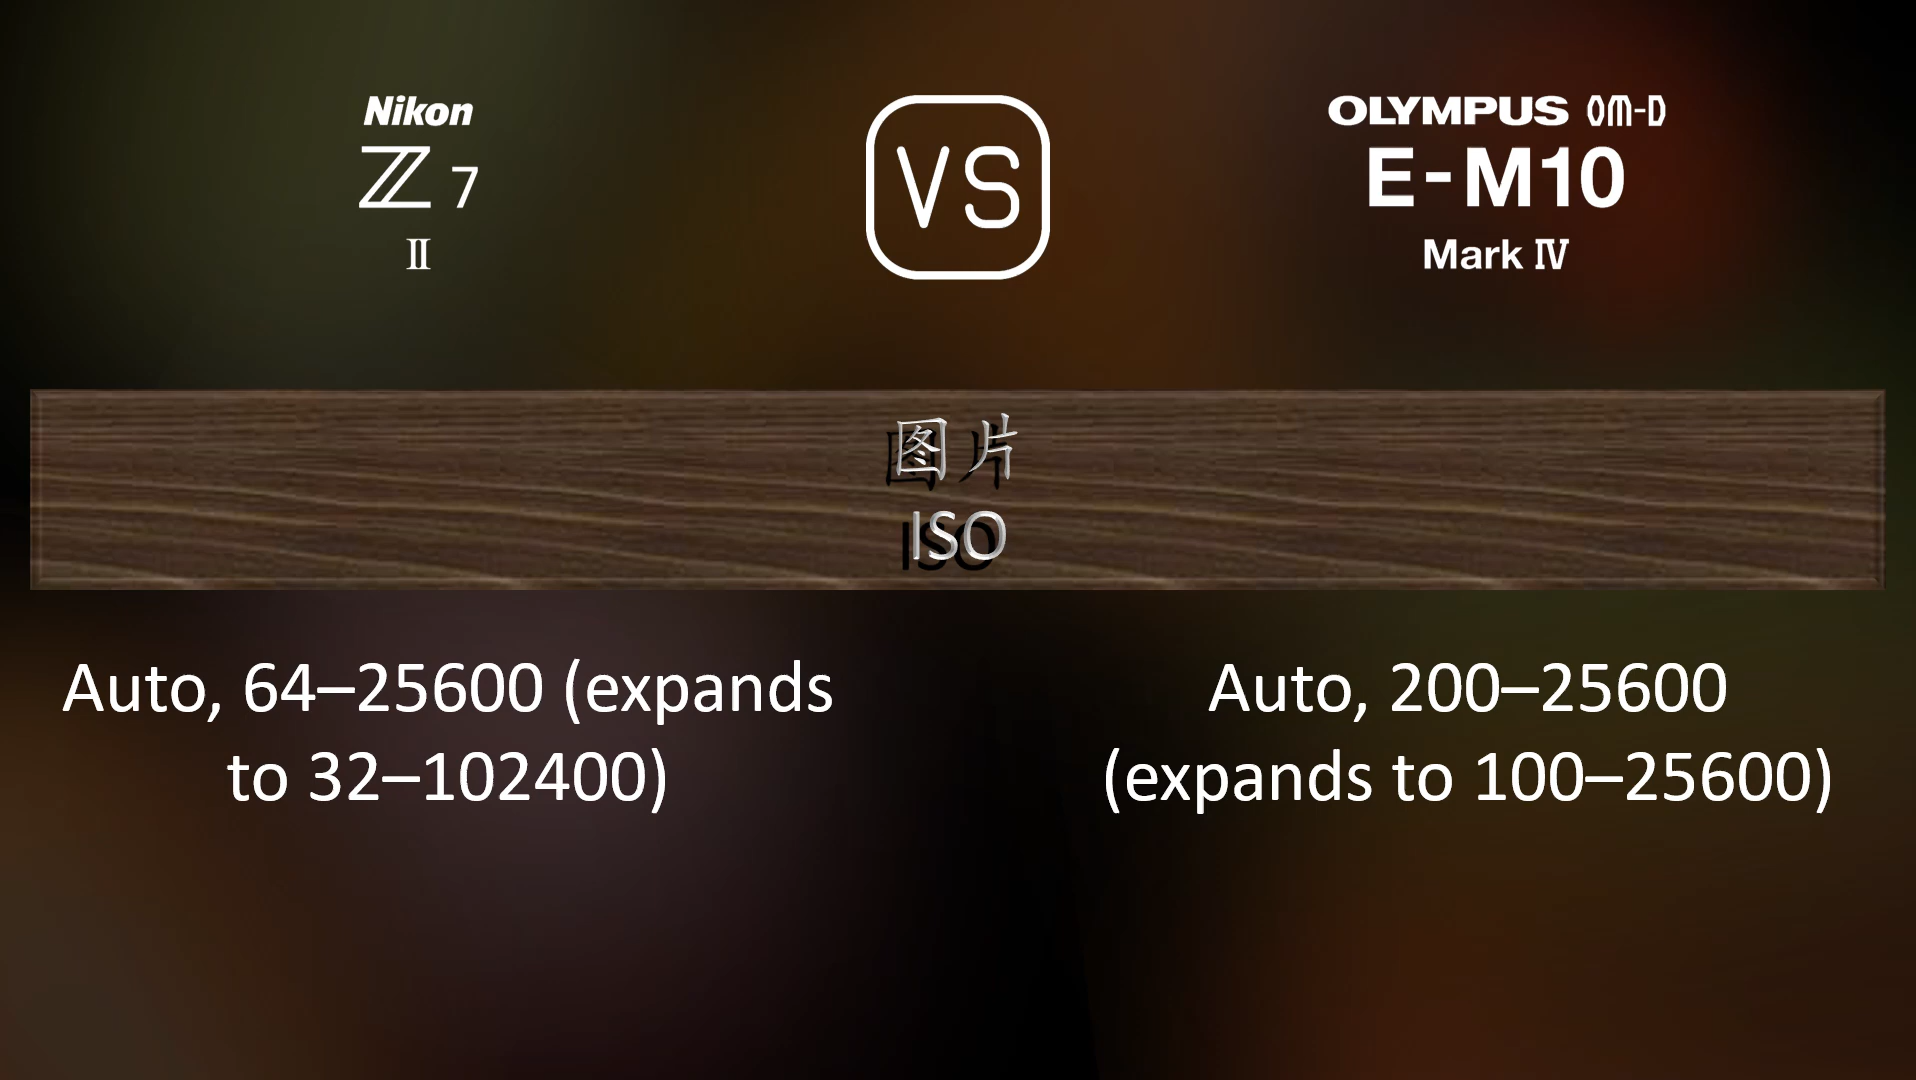 Nikon
Z 7
II
VS
OLYMPUS OM-D
E-M10
Mark IV
图片
ISO
Auto, 64–25600 (expands
to 32–102400)
Auto, 200–25600
(expands to 100–25600)